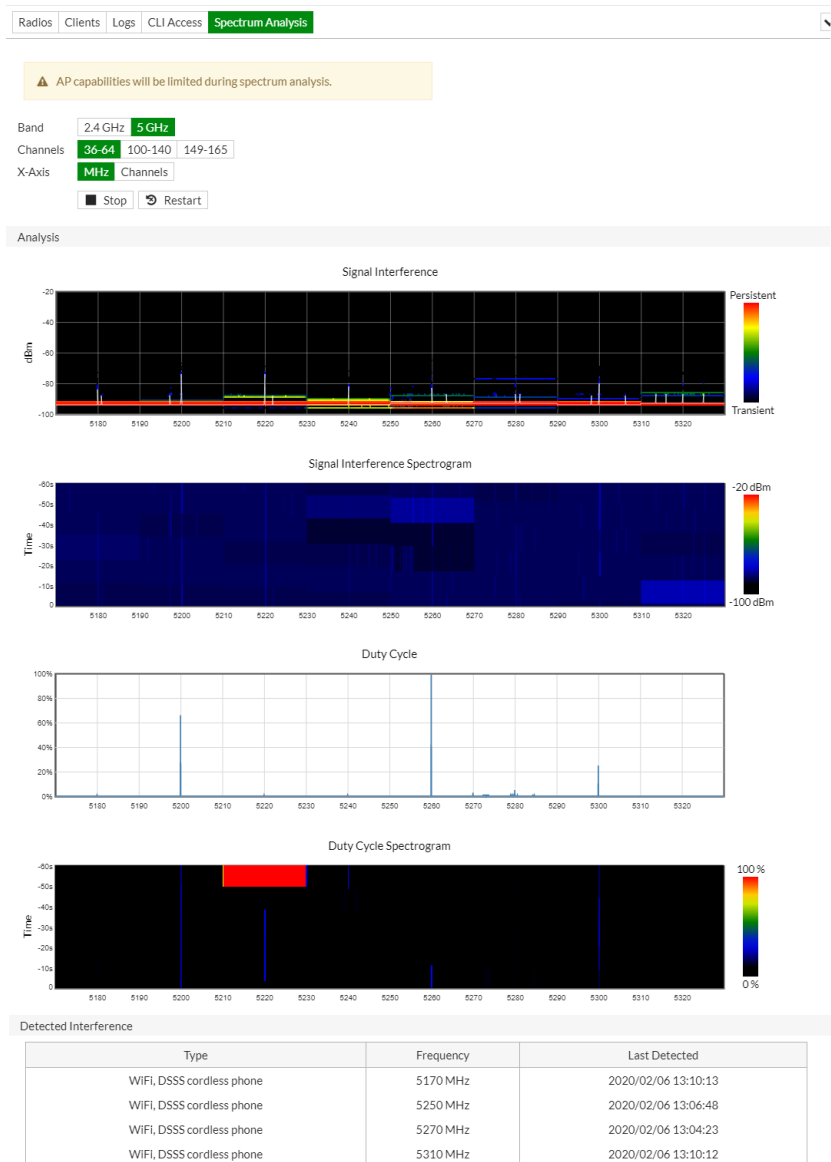 Radios Clients Logs CLI Access Spectrum Analysis
AP capabilities will be limited during spectrum analysis.
Band 2.4 GHz 5 GHz
Channels 36-64 100-140 149-165
X-Axis MHz Channels
Stop Restart
Analysis
Signal Interference
-20
-40
-60
-80
-100
dBm
5180 5190 5200 5210 5220 5230 5240 5250 5260 5270 5280 5290 5300 5310 5320
Persistent
Transient
Signal Interference Spectrogram
-60s
-50s
-40s
-30s
-20s
-10s
0
Time
5180 5190 5200 5210 5220 5230 5240 5250 5260 5270 5280 5290 5300 5310 5320
-20 dBm
-100 dBm
Duty Cycle
100%
80%
60%
40%
20%
0%
5180 5190 5200 5210 5220 5230 5240 5250 5260 5270 5280 5290 5300 5310 5320
Duty Cycle Spectrogram
-60s
-50s
-40s
-30s
-20s
-10s
0
Time
5180 5190 5200 5210 5220 5230 5240 5250 5260 5270 5280 5290 5300 5310 5320
100 %
0 %
Detected Interference
Type Frequency Last Detected
WiFi, DSSS cordless phone 5170 MHz 2020/02/06 13:10:13
WiFi, DSSS cordless phone 5250 MHz 2020/02/06 13:06:48
WiFi, DSSS cordless phone 5270 MHz 2020/02/06 13:04:23
WiFi, DSSS cordless phone 5310 MHz 2020/02/06 13:10:12